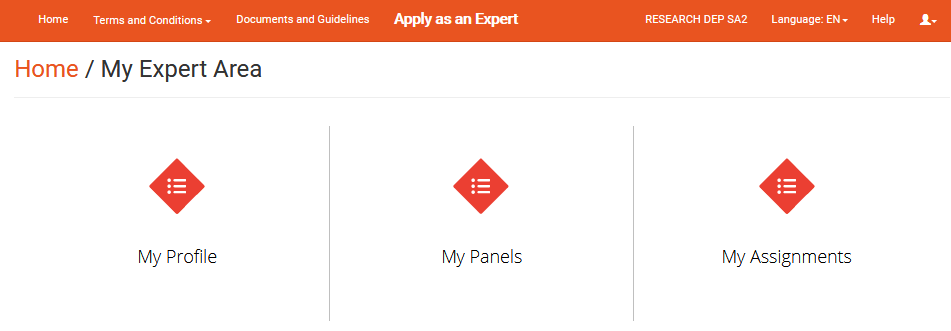 Home Terms and Conditions Documents and Guidelines Apply as an Expert RESEARCH DEP SA2 Language: EN Help
Home / My Expert Area
My Profile My Panels My Assignments